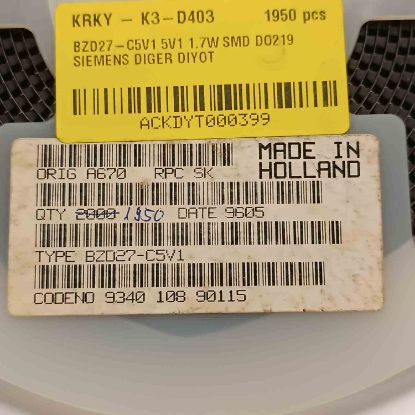 KRKY - K3-D403 1950 pcs
BZD27-C5V1 5V1 1.7W SMD DO219
SIEMENS DIGER DIYOT
ACKDYT000399
MADE IN
HOLLAND
ORIG A670 RPC SK
QTY 2000 1950 DATE 9605
TYPE BZD27-C5V1
CODENO 9340 108 90115